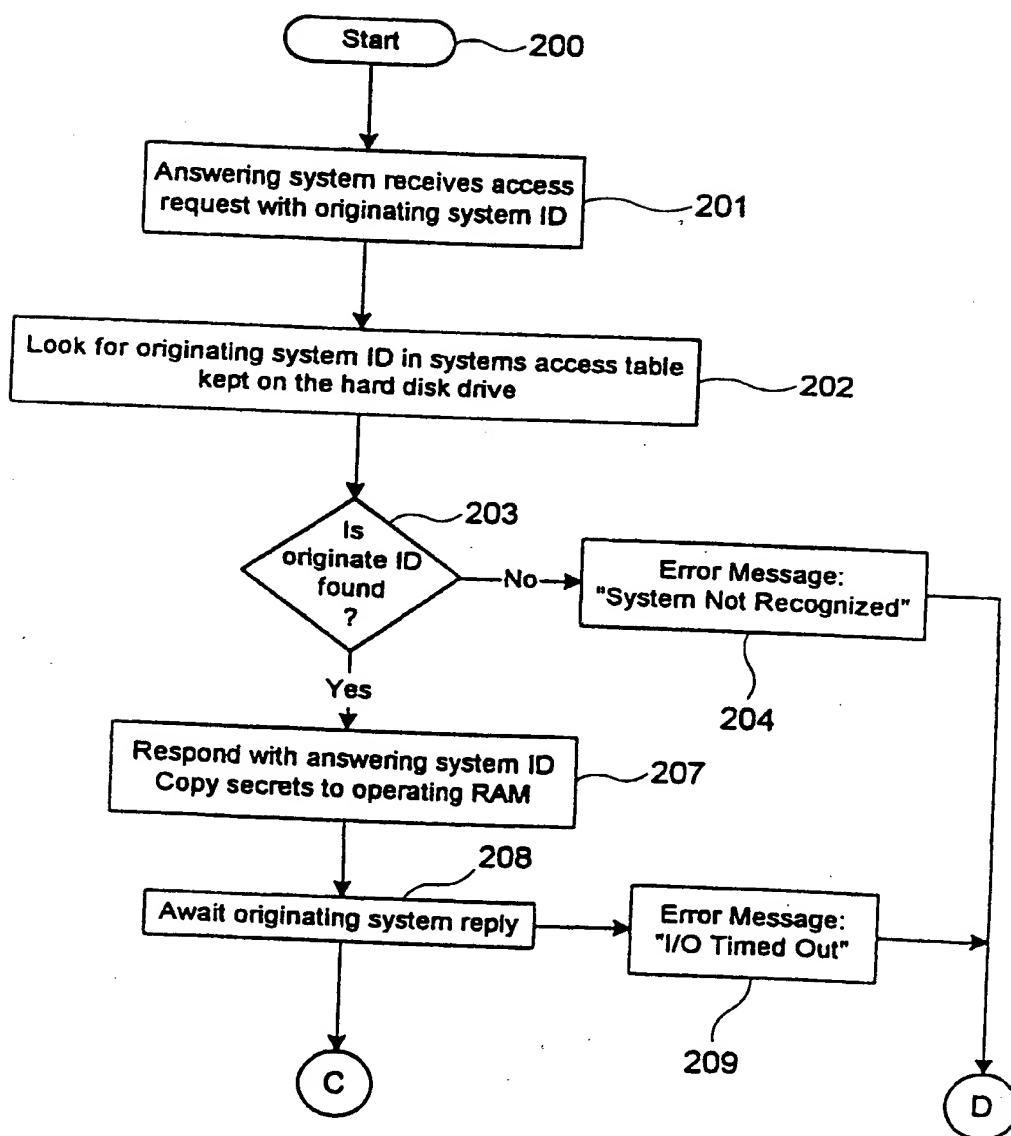 Start
200
Answering system receives access
request with originating system ID
201
Look for originating system ID in systems access table
kept on the hard disk drive
202
203
Is
originate ID
found
?
No
Error Message:
"System Not Recognized"
204
Yes
Respond with answering system ID
Copy secrets to operating RAM
207
208
Await originating system reply
Error Message:
"I/O Timed Out"
209
C
D